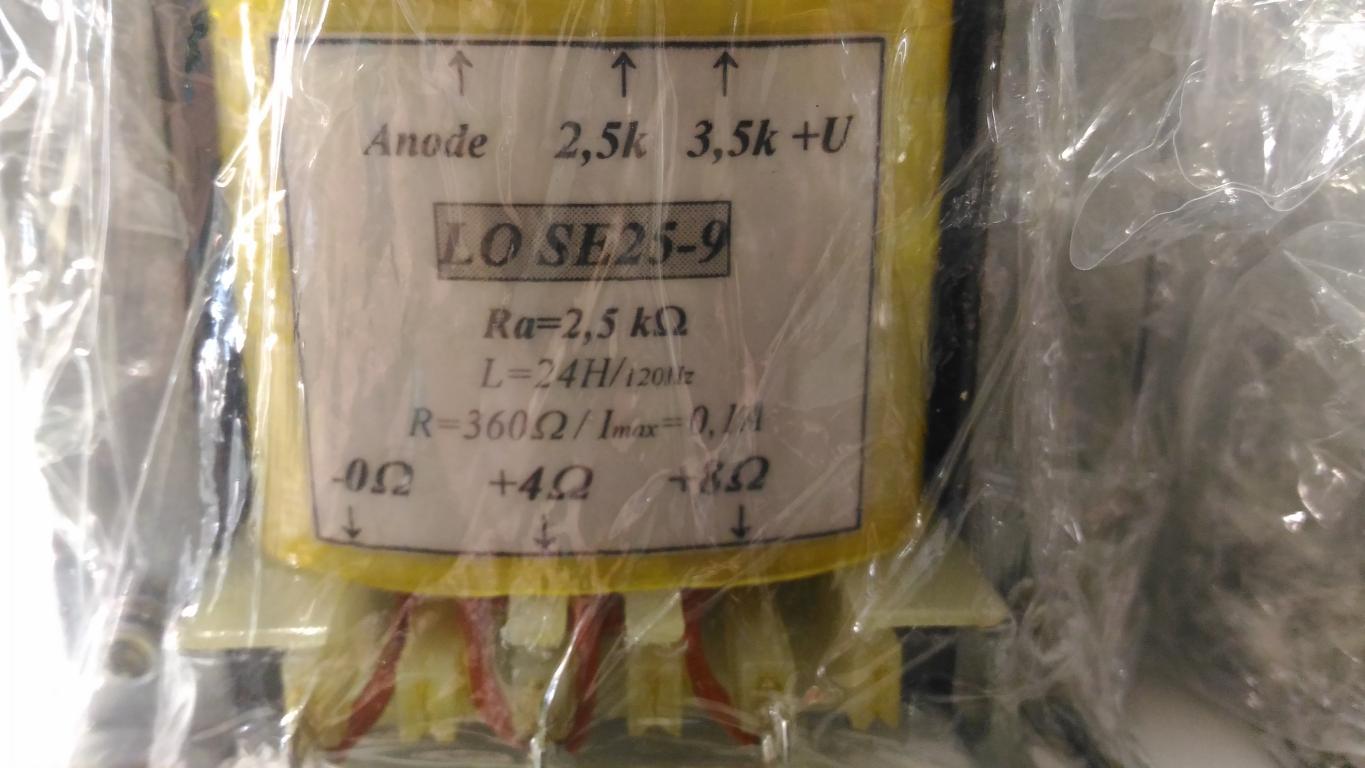 ↑ ↑ ↑
Anode 2,5k 3,5k +U
LO SE25-9
Ra=2,5 kΩ
L=24H/120Hz
R=360Ω/ Imax=0,1A
-0Ω +4Ω +8Ω
↓ ↓ ↓